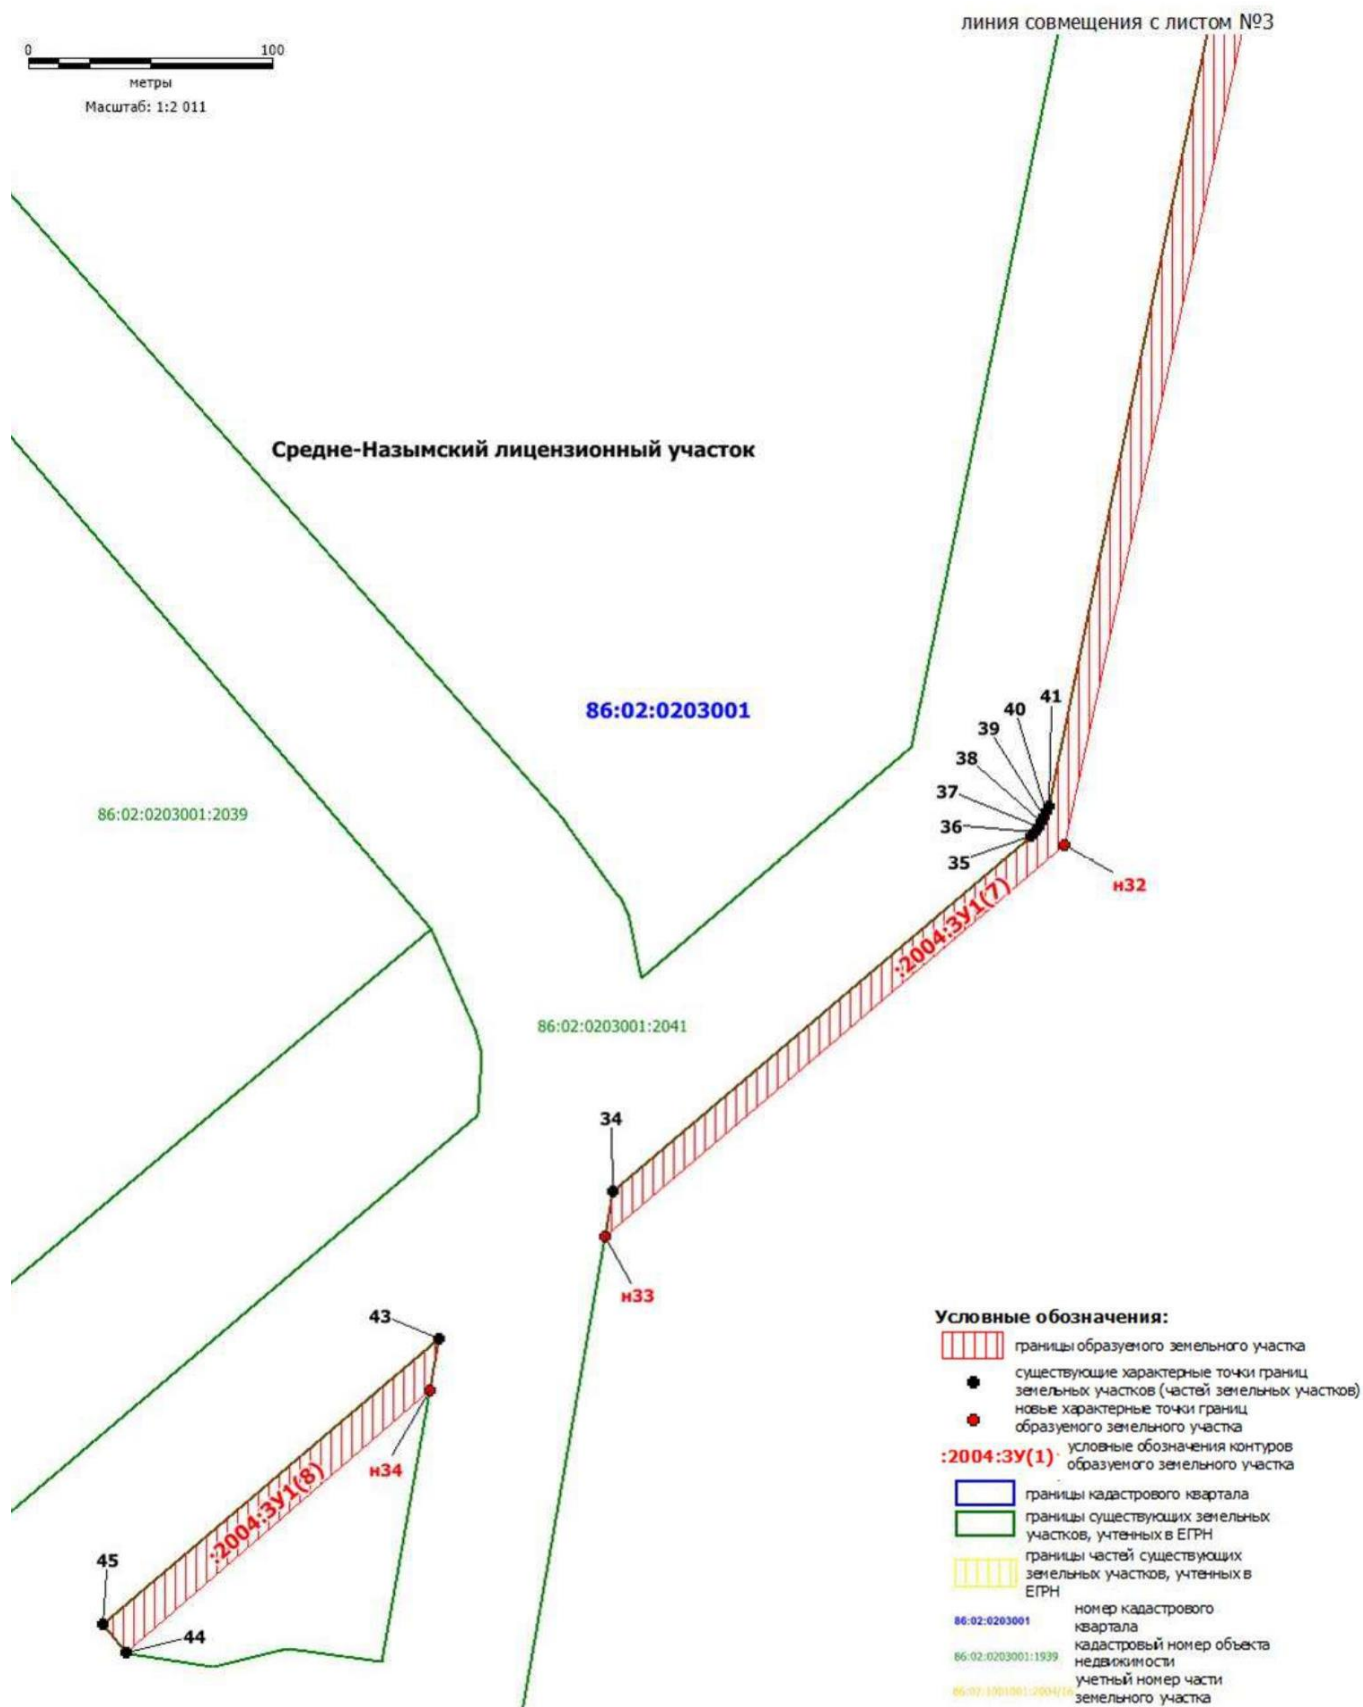 линия совмещения с листом №3
0 100
метры
Масштаб: 1:2 011
Средне-Назымский лицензионный участок
86:02:0203001
41
40
39
38
37
36
35
86:02:0203001:2039
н32
:2004:ЗУ1(7)
86:02:0203001:2041
34
н33
43
н34
:2004:ЗУ1(8)
45
44
Условные обозначения:
границы образуемого земельного участка
существующие характерные точки границ
земельных участков (частей земельных участков)
новые характерные точки границ
образуемого земельного участка
:2004:ЗУ(1) условные обозначения контуров
образуемого земельного участка
границы кадастрового квартала
границы существующих земельных
участков, учтенных в ЕГРН
границы частей существующих
земельных участков, учтенных в
ЕГРН
86:02:0203001 номер кадастрового
квартала
86:02:0203001:1939 кадастровый номер объекта
недвижимости
86:02:1001001:2004/16 учетный номер части
земельного участка